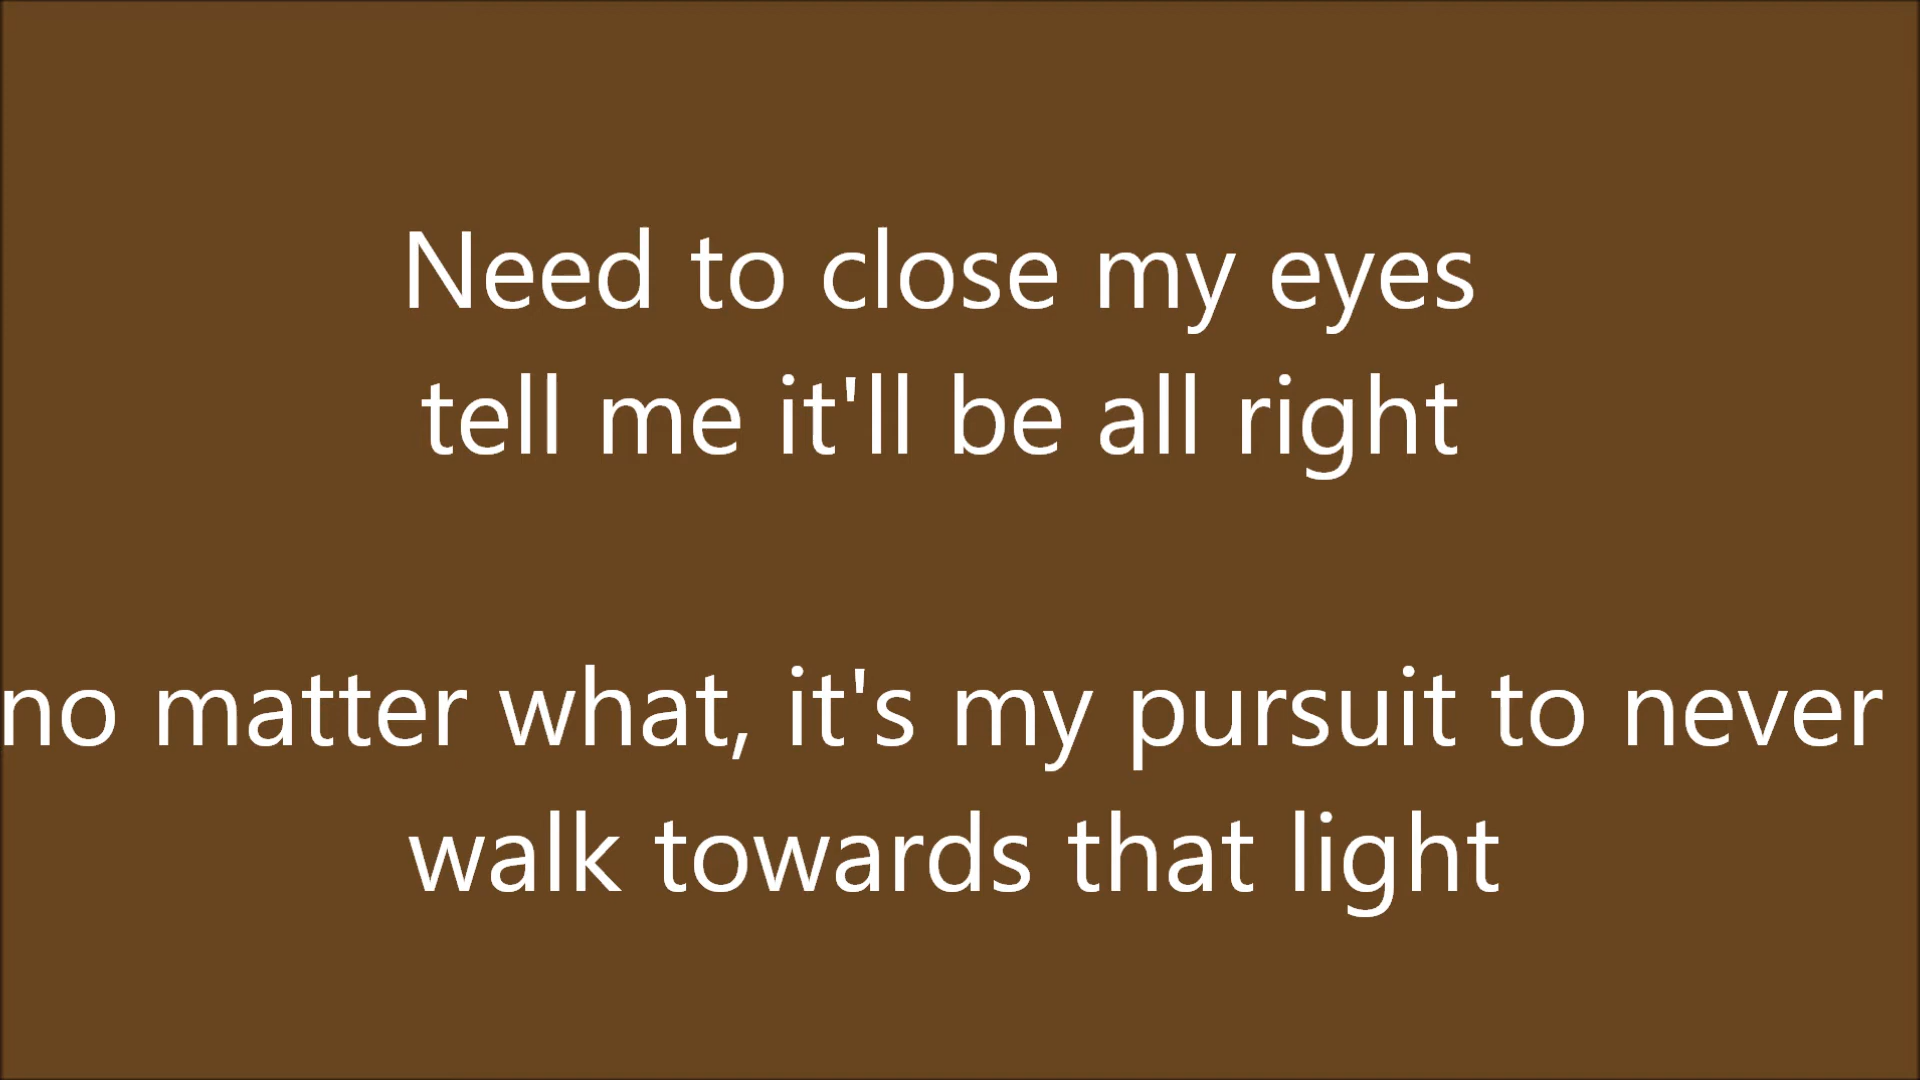 Need to close my eyes
tell me it'll be all right
no matter what, it's my pursuit to never
walk towards that light